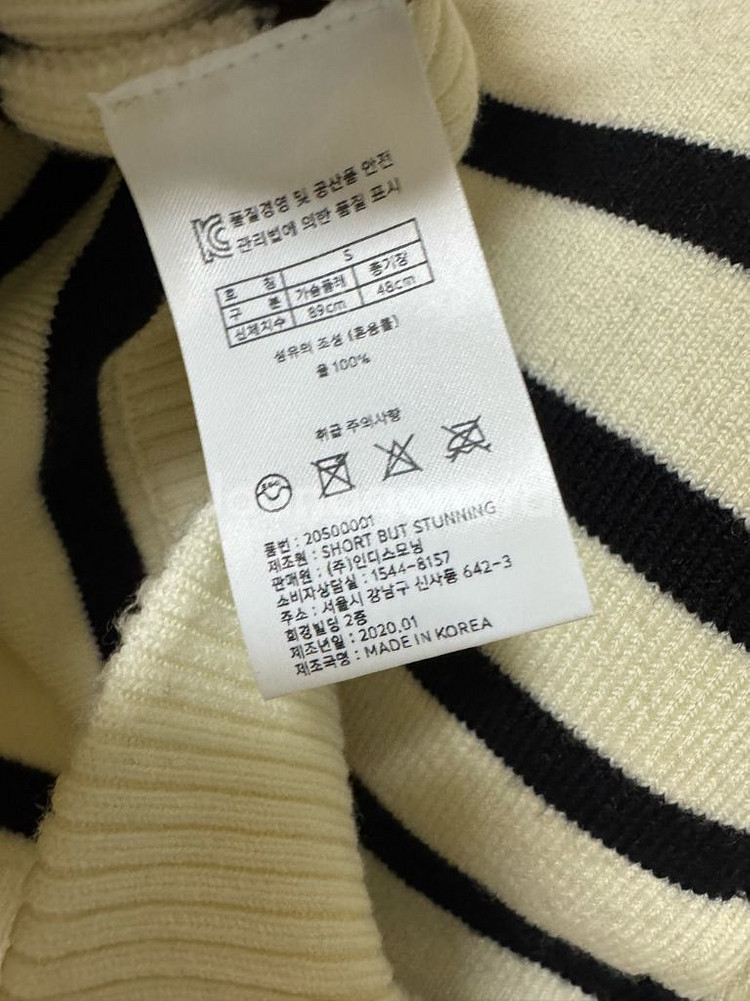 KC 품질경영 및 공산품 안전
관리법에 의한 품질 표시
호 칭 S
구 분 가슴둘레 총기장
신체치수 89cm 48cm
섬유의 조성 (혼용률)
울 100%
취급 주의사항
품번 : 20500001
제조원 : SHORT BUT STUNNING
판매원 : (주)인디스모닝
소비자상담실 : 1544-8157
주소 : 서울시 강남구 신사동 642-3
희경빌딩 2층
제조년일 : 2020.01
제조국명 : MADE IN KOREA